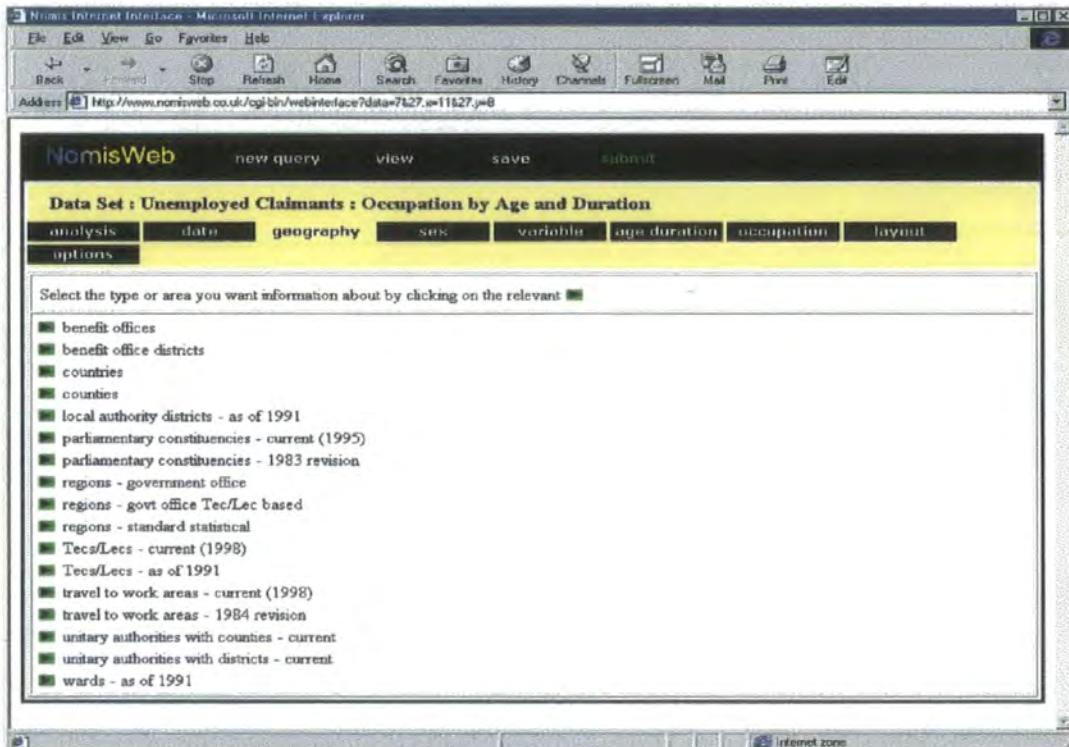 Nomis Internet Interface - Microsoft Internet Explorer
File Edit View Go Favorites Help
Back Forward Stop Refresh Home Search Favorites History Channels Fullscreen Mail Print Edit
Address http://www.nomisweb.co.uk/cgi-bin/webinterface?data=7&27.x=11&27.y=8
NomisWeb new query view save submit
Data Set : Unemployed Claimants : Occupation by Age and Duration
analysis date geography sex variable age duration occupation layout
options
Select the type or area you want information about by clicking on the relevant
benefit offices
benefit office districts
countries
counties
local authority districts - as of 1991
parliamentary constituencies - current (1995)
parliamentary constituencies - 1983 revision
regions - government office
regions - govt office Tec/Lec based
regions - standard statistical
Tecs/Lecs - current (1998)
Tecs/Lecs - as of 1991
travel to work areas - current (1998)
travel to work areas - 1984 revision
unitary authorities with counties - current
unitary authorities with districts - current
wards - as of 1991
Internet zone